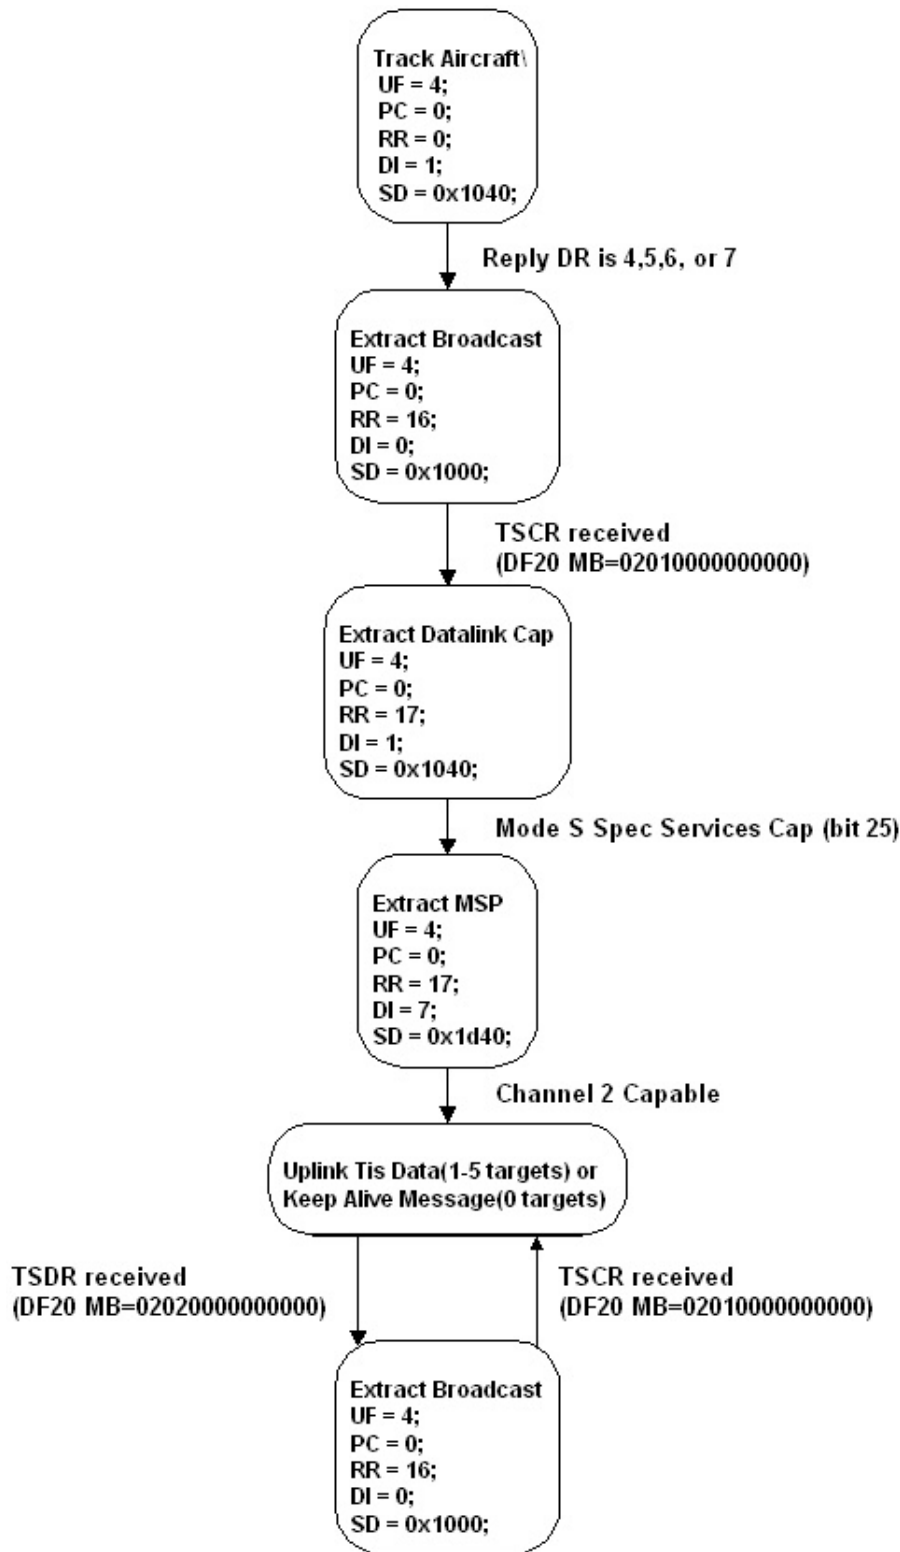 Track Aircraft\
UF = 4;
PC = 0;
RR = 0;
DI = 1;
SD = 0x1040;
Reply DR is 4,5,6, or 7
Extract Broadcast
UF = 4;
PC = 0;
RR = 16;
DI = 0;
SD = 0x1000;
TSCR received
(DF20 MB=02010000000000)
Extract Datalink Cap
UF = 4;
PC = 0;
RR = 17;
DI = 1;
SD = 0x1040;
Mode S Spec Services Cap (bit 25)
Extract MSP
UF = 4;
PC = 0;
RR = 17;
DI = 7;
SD = 0x1d40;
Channel 2 Capable
Uplink Tis Data(1-5 targets) or
Keep Alive Message(0 targets)
TSDR received
(DF20 MB=02020000000000)
TSCR received
(DF20 MB=02010000000000)
Extract Broadcast
UF = 4;
PC = 0;
RR = 16;
DI = 0;
SD = 0x1000;